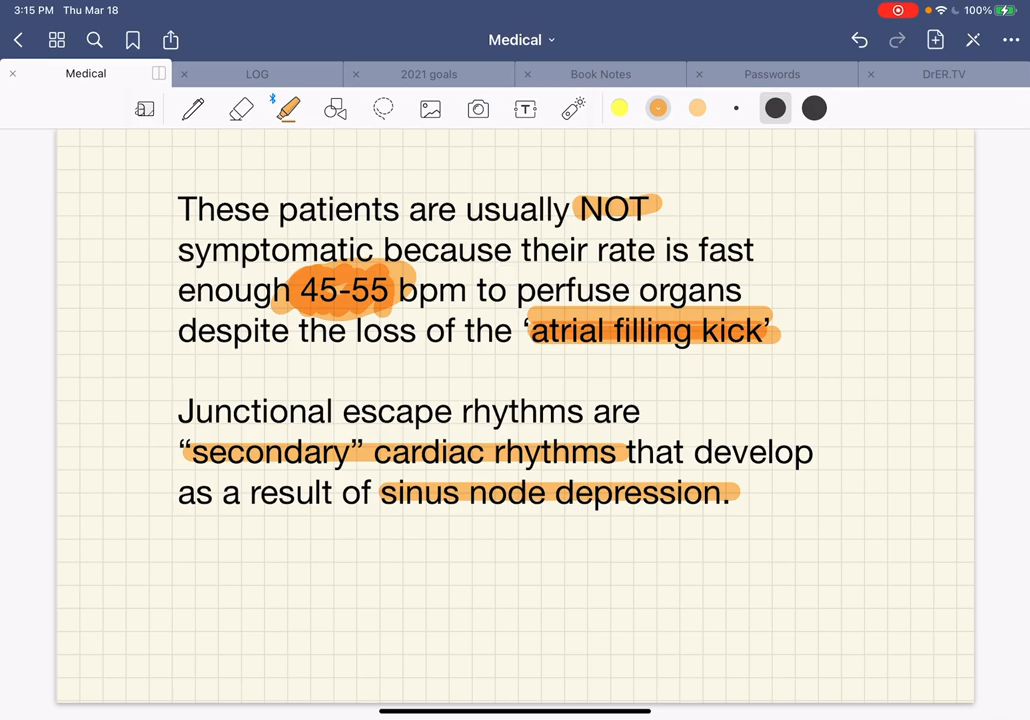 3:15 PM Thu Mar 18
100%
Medical
Medical
LOG
2021 goals
Book Notes
Passwords
DrER.TV
These patients are usually NOT
symptomatic because their rate is fast
enough 45-55 bpm to perfuse organs
despite the loss of the ‘atrial filling kick’
Junctional escape rhythms are
“secondary” cardiac rhythms that develop
as a result of sinus node depression.